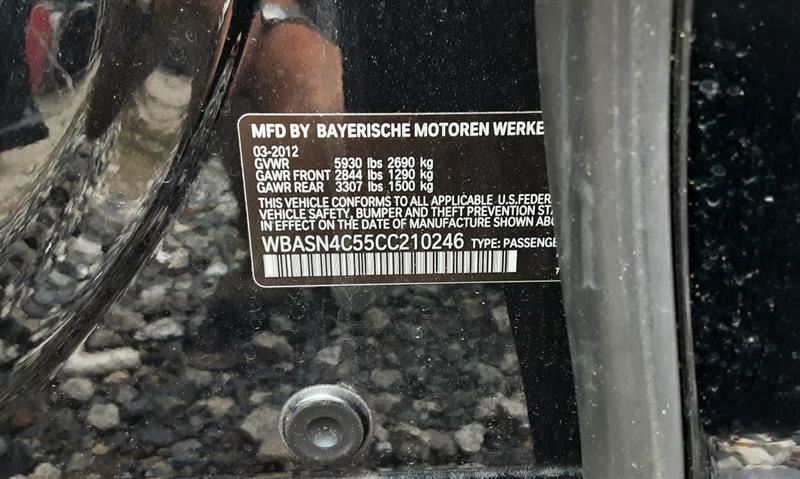 MFD BY BAYERISCHE MOTOREN WERKE
03-2012
GVWR 5930 lbs 2690 kg
GAWR FRONT 2844 lbs 1290 kg
GAWR REAR 3307 lbs 1500 kg
THIS VEHICLE CONFORMS TO ALL APPLICABLE U.S.FEDER
VEHICLE SAFETY, BUMPER AND THEFT PREVENTION STA
IN EFFECT ON THE DATE OF MANUFACTURE SHOWN ABO
WBASN4C55CC210246 TYPE: PASSENGE